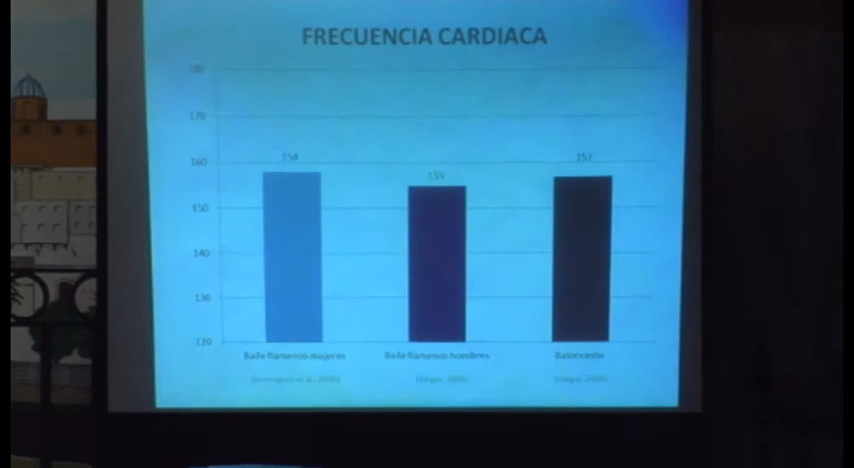 FRECUENCIA CARDIACA
180
170
160
150
140
130
120
158
155
157
Baile flamenco mujeres
Baile flamenco hombres
Baloncesto